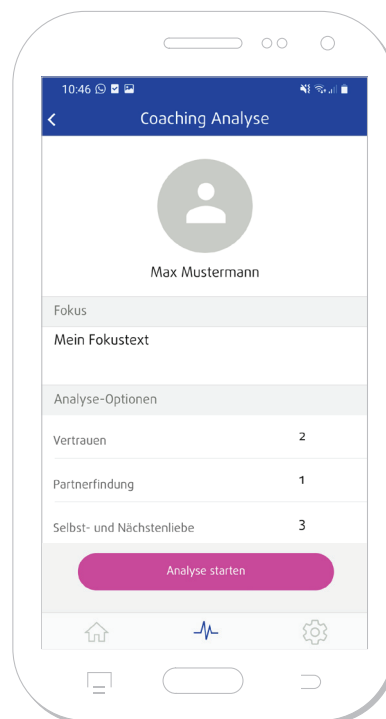 10:46
Coaching Analyse
Max Mustermann
Fokus
Mein Fokustext
Analyse-Optionen
Vertrauen 2
Partnerfindung 1
Selbst- und Nächstenliebe 3
Analyse starten